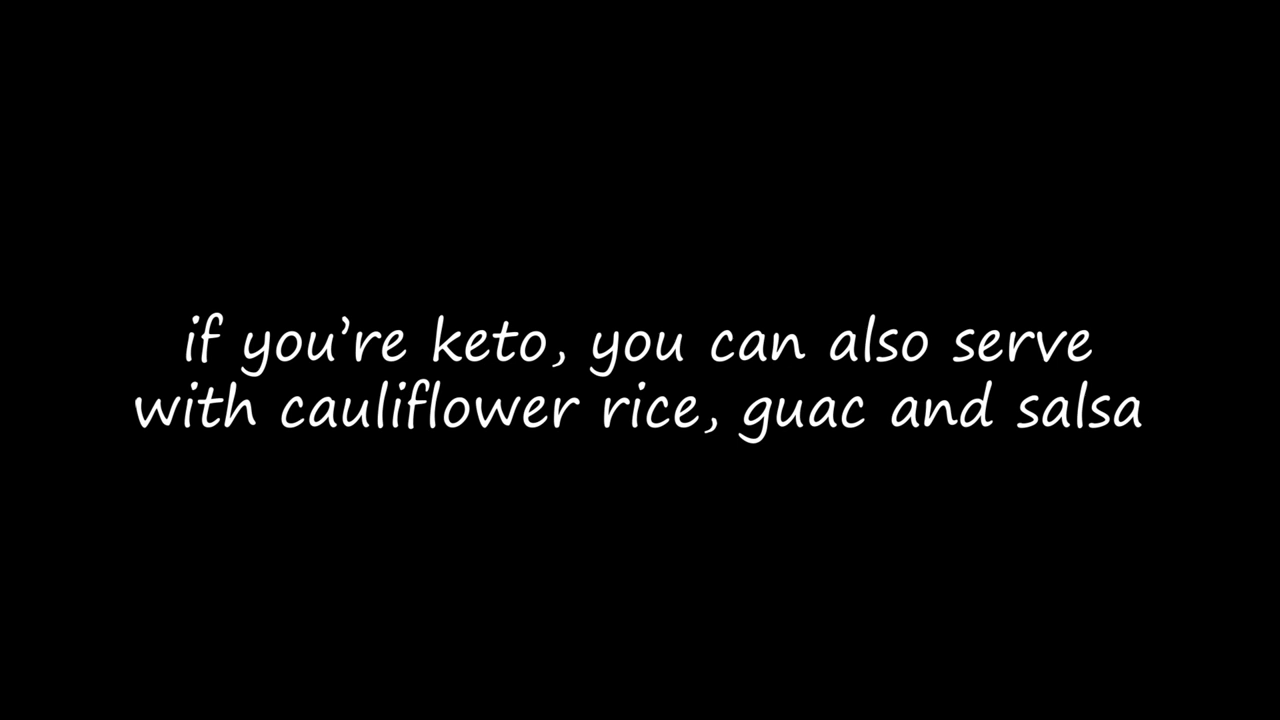 if you’re keto, you can also serve
with cauliflower rice, guac and salsa